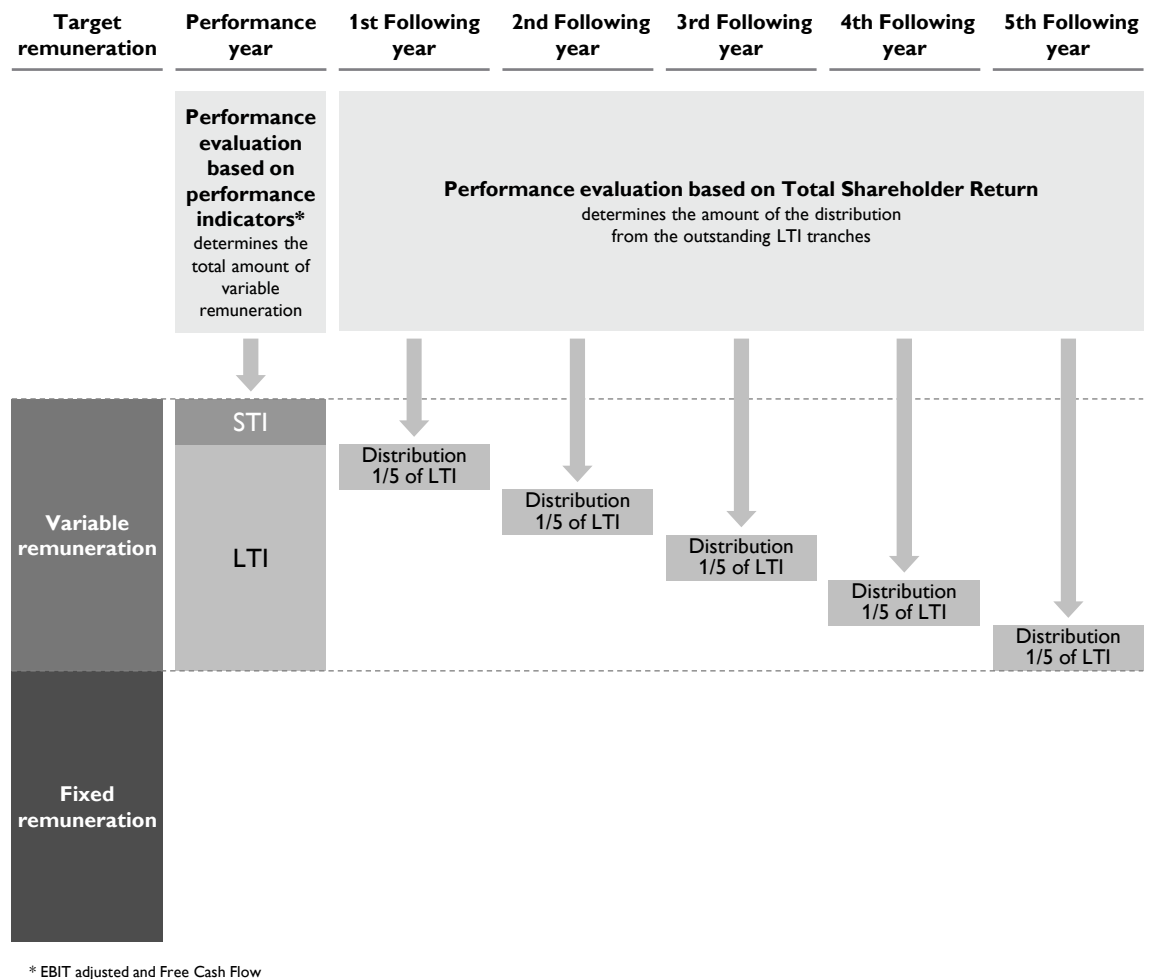 Target
remuneration
Performance
year
1st Following
year
2nd Following
year
3rd Following
year
4th Following
year
5th Following
year
Performance
evaluation
based on
performance
indicators*
determines the
total amount of
variable
remuneration
Performance evaluation based on Total Shareholder Return
determines the amount of the distribution
from the outstanding LTI tranches
Variable
remuneration
STI
LTI
Distribution
1/5 of LTI
Distribution
1/5 of LTI
Distribution
1/5 of LTI
Distribution
1/5 of LTI
Distribution
1/5 of LTI
Fixed
remuneration
* EBIT adjusted and Free Cash Flow